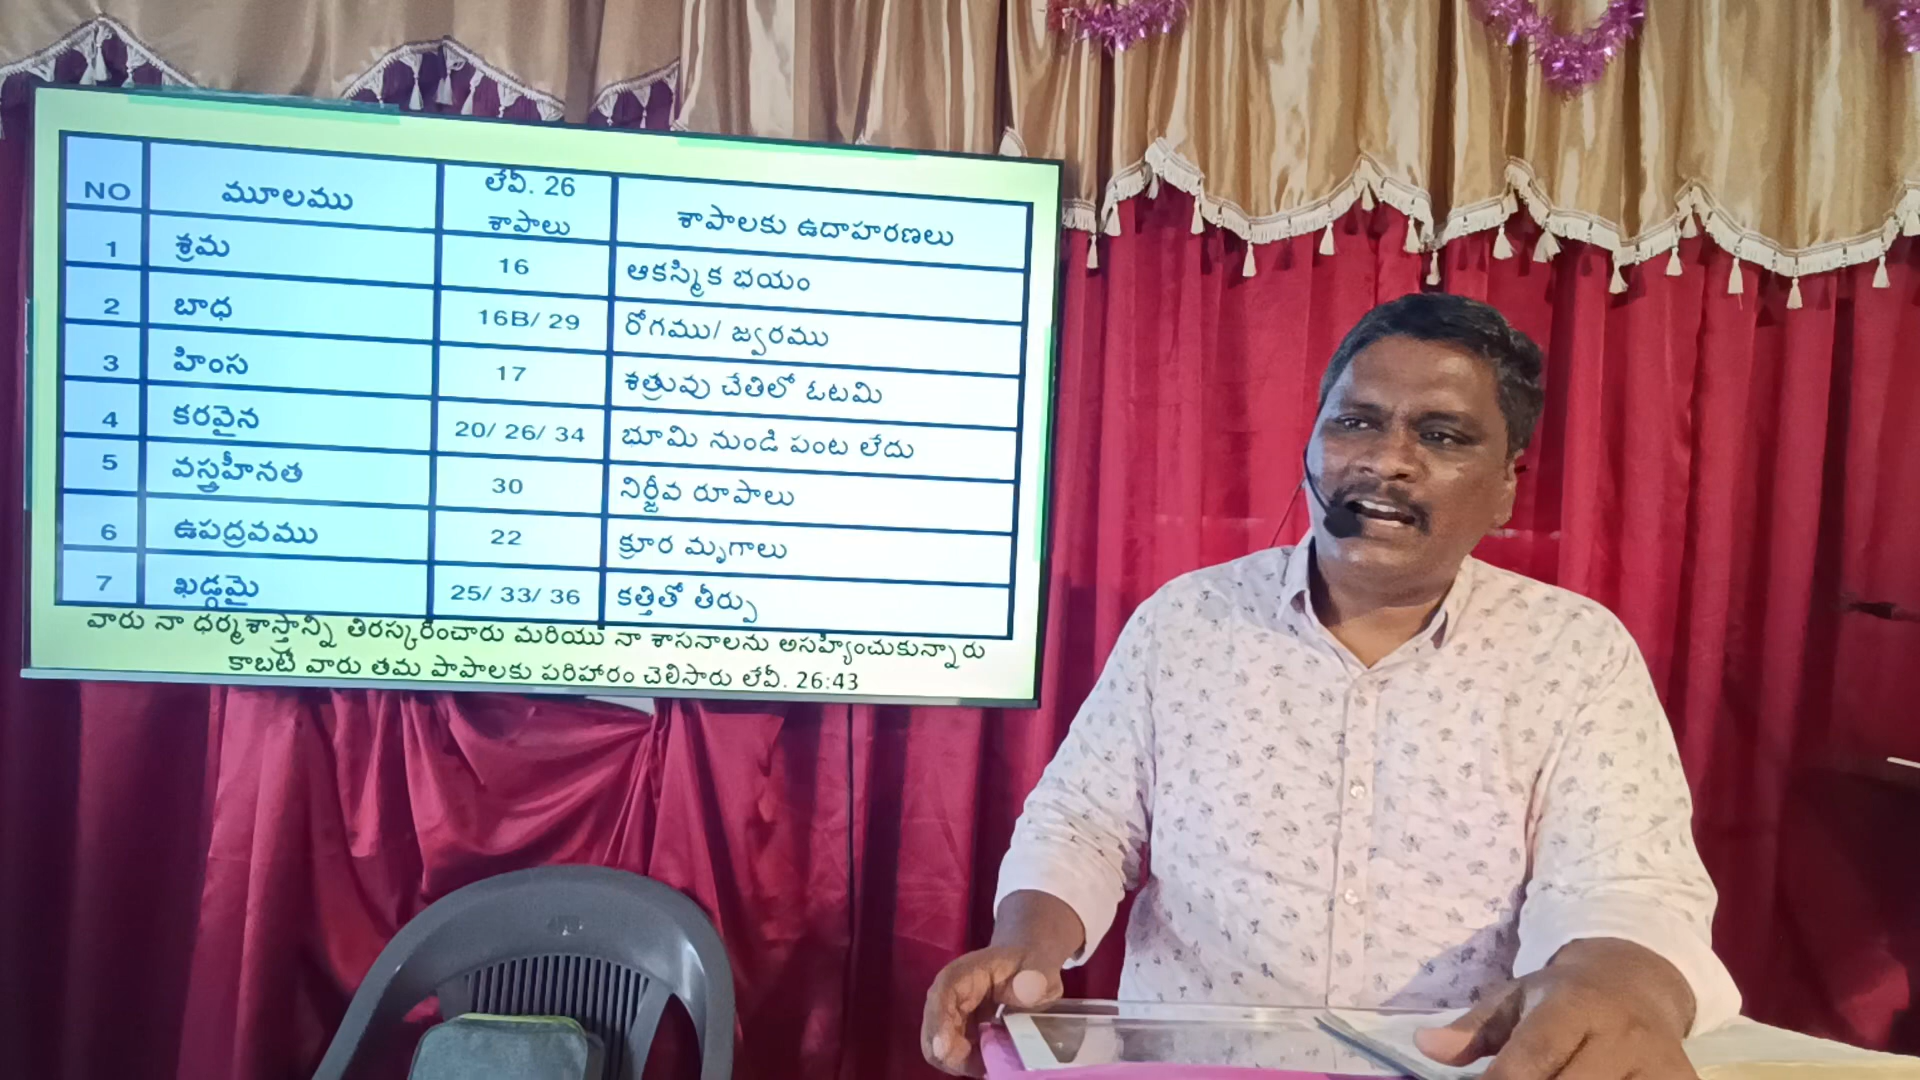 NO మూలము లేవీ. 26 శాపాలు శాపాలకు ఉదాహరణలు
1 శ్రమ 16 ఆకస్మిక భయం
2 బాధ 16B/ 29 రోగము/ జ్వరము
3 హింస 17 శత్రువు చేతిలో ఓటమి
4 కరవైన 20/ 26/ 34 భూమి నుండి పంట లేదు
5 వస్త్రహీనత 30 నిర్జీవ రూపాలు
6 ఉపద్రవము 22 క్రూర మృగాలు
7 ఖడ్గమై 25/ 33/ 36 కత్తితో తీర్పు
వారు నా ధర్మశాస్త్రాన్ని తిరస్కరించారు మరియు నా శాసనాలను అసహ్యించుకున్నారు
కాబట్టి వారు తమ పాపాలకు పరిహారం చెలిసారు లేవీ. 26:43